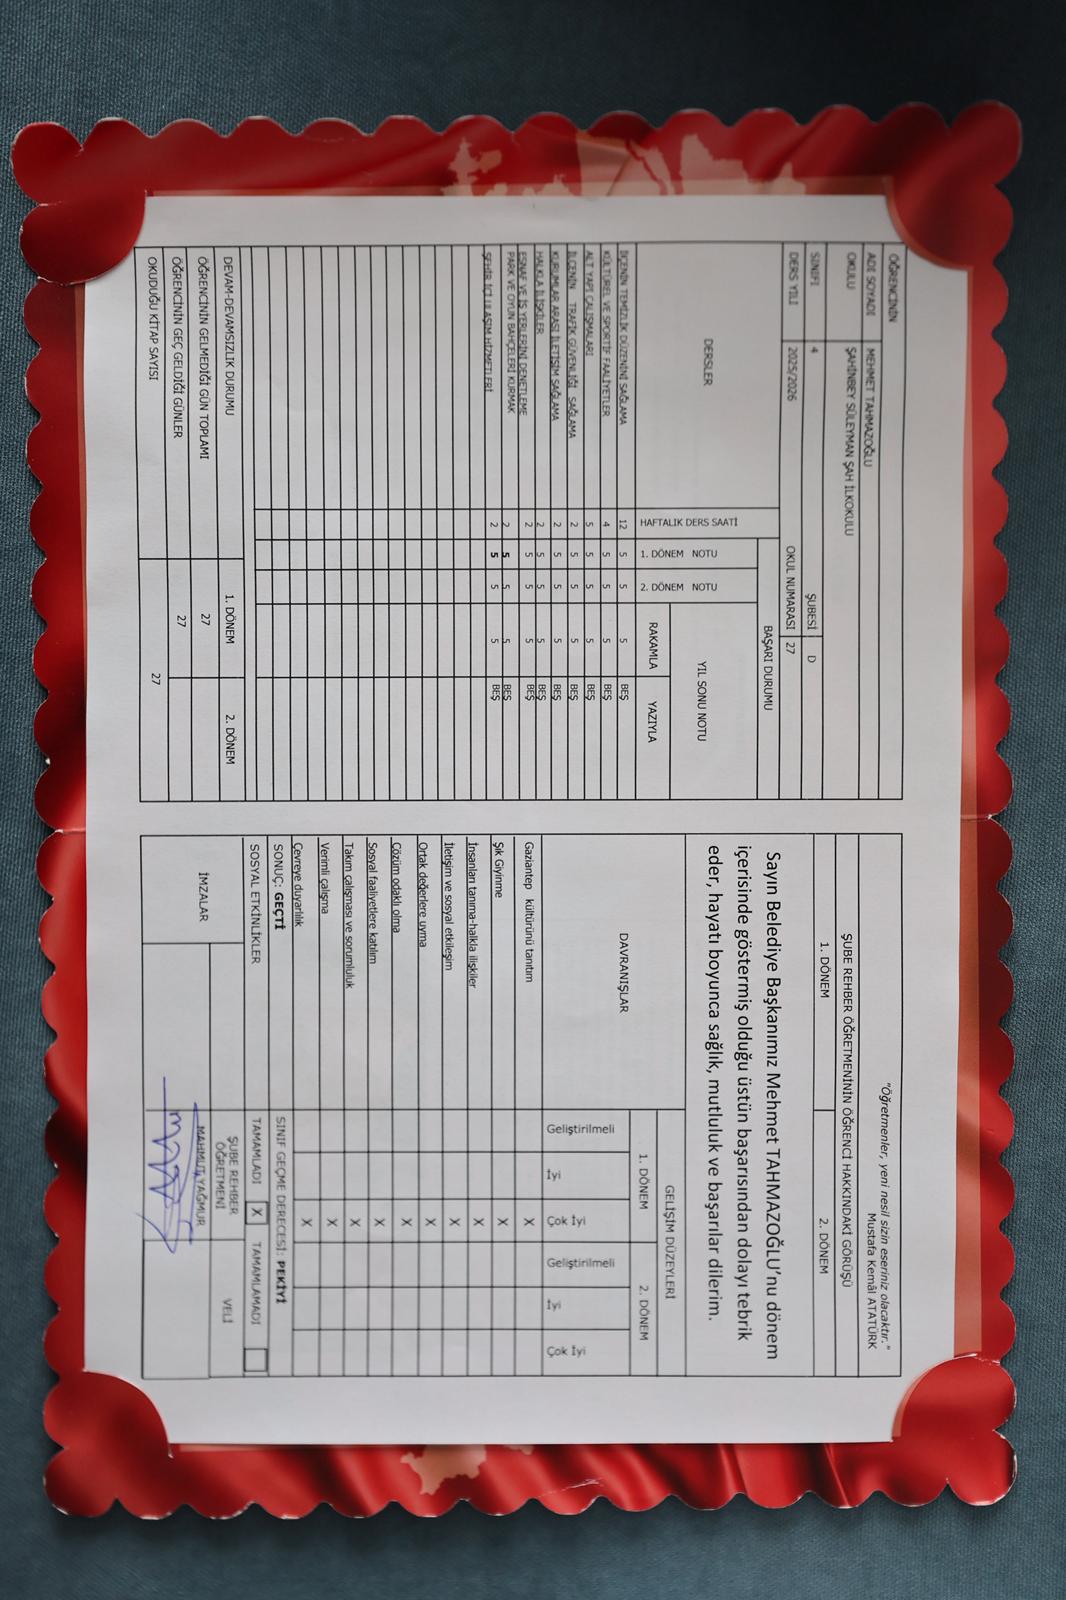 ÖĞRENCİNİN
ADI SOYADI MEHMET TAHMAZOĞLU
OKULU ŞAHİNBEY SÜLEYMAN ŞAH İLKOKULU
SINIFI 4 ŞUBESİ D
DERS YILI 2025/2026 OKUL NUMARASI 27
DERSLER HAFTALIK DERS SAATİ BAŞARI DURUMU
1. DÖNEM NOTU 2. DÖNEM NOTU YIL SONU NOTU
RAKAMLA YAZIYLA
İLÇENİN TEMİZLİK DÜZENİNİ SAĞLAMA 12 5 5 5 BEŞ
KÜLTÜREL VE SPORTİF FAALİYETLER 4 5 5 5 BEŞ
ALT YAPI ÇALIŞMALARI 5 5 5 5 BEŞ
İLÇENİN TRAFİK GÜVENLİĞİ SAĞLAMA 2 5 5 5 BEŞ
KURUMLAR ARASI İLETİŞİM SAĞLAMA 2 5 5 5 BEŞ
HALKLA İLİŞKİLER 2 5 5 5 BEŞ
ESNAF VE İŞ YERLERİNİ DENETLEME 2 5 5 5 BEŞ
PARK VE OYUN BAHÇELERİ KURMAK 2 5 5 5 BEŞ
ŞEHİR İÇİ ULAŞIM HİZMETLERİ 2 5 5 5 BEŞ
DEVAM-DEVAMSIZLIK DURUMU 1. DÖNEM 2. DÖNEM
ÖĞRENCİNİN GELMEDİĞİ GÜN TOPLAMI 27
ÖĞRENCİNİN GEÇ GELDİĞİ GÜNLER 27
OKUDUĞU KİTAP SAYISI 27
"Öğretmenler, yeni nesil sizin eseriniz olacaktır."
Mustafa Kemâl ATATÜRK
ŞUBE REHBER ÖĞRETMENİNİN ÖĞRENCİ HAKKINDAKİ GÖRÜŞÜ
1. DÖNEM 2. DÖNEM
Sayın Belediye Başkanımız Mehmet TAHMAZOĞLU'nu dönem
içerisinde göstermiş olduğu üstün başarısından dolayı tebrik
eder, hayatı boyunca sağlık, mutluluk ve başarılar dilerim.
DAVRANIŞLAR GELİŞİM DÜZEYLERİ
1. DÖNEM 2. DÖNEM
Geliştirilmeli İyi Çok İyi Geliştirilmeli İyi Çok İyi
Gaziantep kültürünü tanıtım X
Şık Giyinme X
İnsanları tanıma-halkla ilişkiler X
İletişim ve sosyal etkileşim X
Ortak değerlere uyma X
Çözüm odaklı olma X
Sosyal faaliyetlere katılım X
Takım çalışması ve sorumluluk X
Verimli çalışma X
Çevreye duyarlılık X
SONUÇ: GEÇTİ SINIF GEÇME DERECESİ: PEKİYİ
SOSYAL ETKİNLİKLER TAMAMLADI X TAMAMLAMADI
İMZALAR ŞUBE REHBER ÖĞRETMENİ VELİ
MAHMUT YAĞMUR